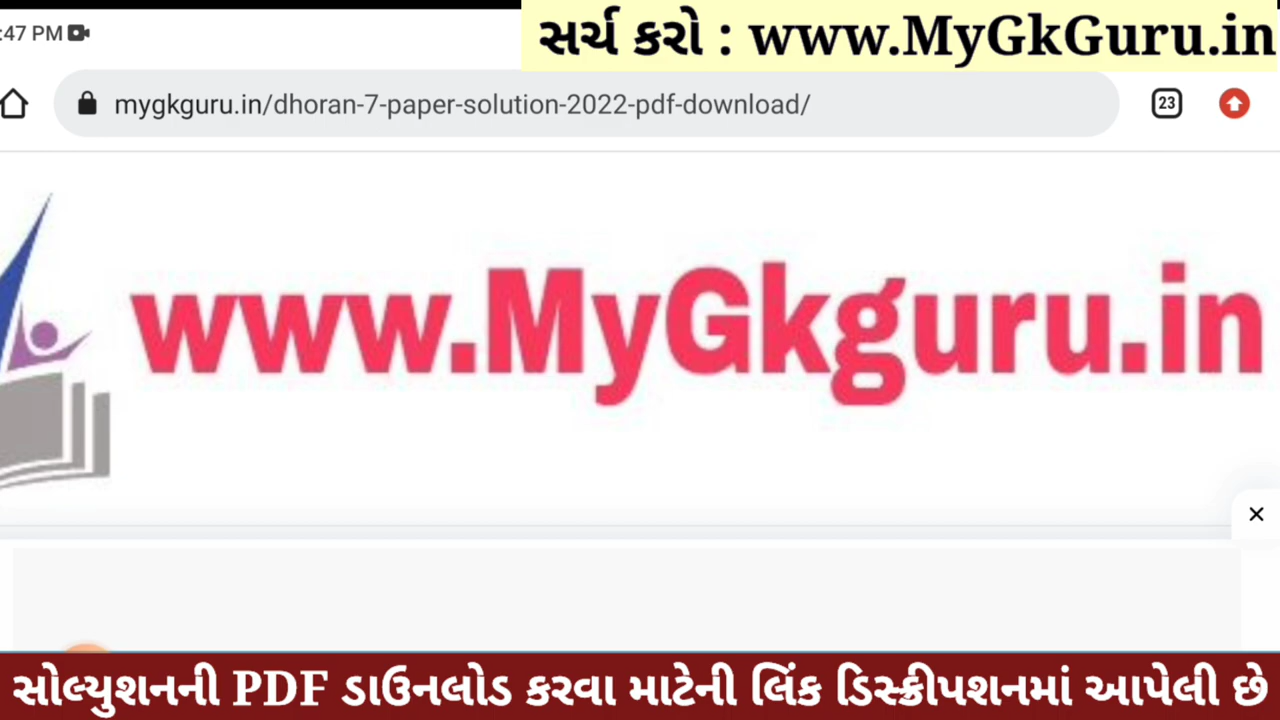 :47 PM
સર્ચ કરો : www.MyGkGuru.in
mygkguru.in/dhoran-7-paper-solution-2022-pdf-download/
23
www.MyGkguru.in
સોલ્યુશનની PDF ડાઉનલોડ કરવા માટેની લિંક ડિસ્ક્રીપશનમાં આપેલી છે